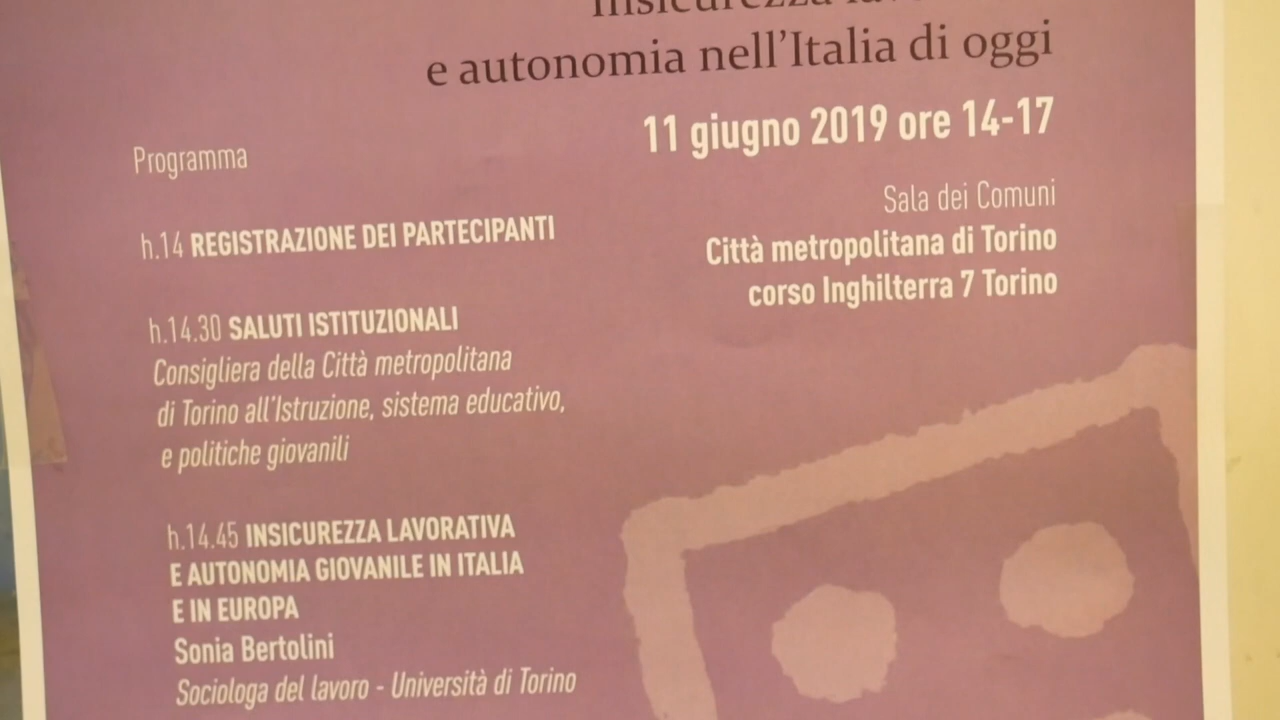 e autonomia nell'Italia di oggi
11 giugno 2019 ore 14-17
Sala dei Comuni
Città metropolitana di Torino
corso Inghilterra 7 Torino
Programma
h.14 REGISTRAZIONE DEI PARTECIPANTI
h.14.30 SALUTI ISTITUZIONALI
Consigliera della Città metropolitana
di Torino all'Istruzione, sistema educativo,
e politiche giovanili
h.14.45 INSICUREZZA LAVORATIVA
E AUTONOMIA GIOVANILE IN ITALIA
E IN EUROPA
Sonia Bertolini
Sociologa del lavoro - Università di Torino